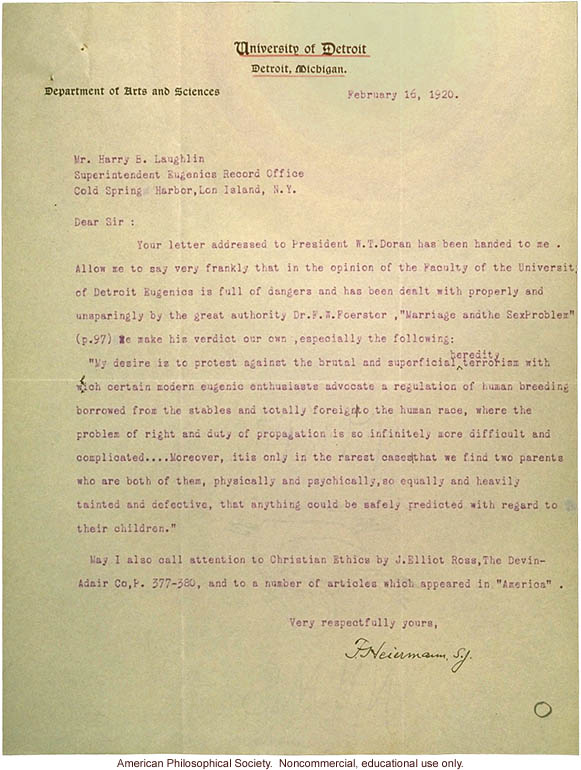 University of Detroit
Detroit, Michigan.
Department of Arts and Sciences
February 16, 1920.
Mr. Harry B. Laughlin
Superintendent Eugenics Record Office
Cold Spring Harbor,Lon Island, N.Y.
Dear Sir :
Your letter addressed to President W.T.Doran has been handed to me .
Allow me to say very frankly that in the opinion of the Faculty of the University
of Detroit Eugenics is full of dangers and has been dealt with properly and
unsparingly by the great authority Dr.F.W.Foerster ,"Marriage andthe SexProblem"
(p.97) We make his verdict our own ,especially the following:
heredity
"My desire is to protest against the brutal and superficial terrorism with
wich certain modern eugenic enthusiasts advocate a regulation of human breeding
borrowed from the stables and totally foreignto the human race, where the
problem of right and duty of propagation is so infinitely more difficult and
complicated....Moreover, itis only in the rarest casesthat we find two parents
who are both of them, physically and psychically,so equally and heavily
tainted and defective, that anything could be safely predicted with regard to
their children."
May I also call attention to Christian Ethics by J.Elliot Ross,The Devin-
Adair Co,P. 377-380, and to a number of articles which appeared in "America" .
Very respectfully yours,
F. Heiermann, S.J.
American Philosophical Society. Noncommercial, educational use only.